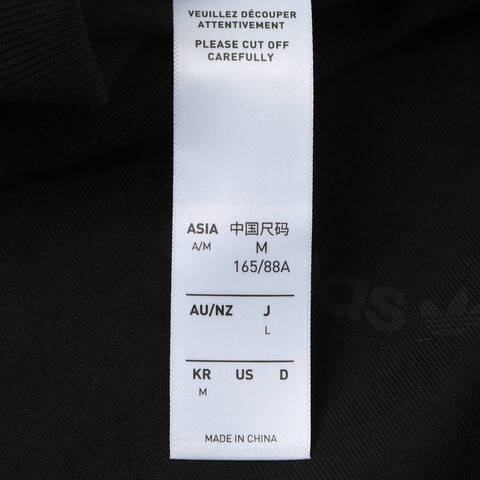 VEUILLEZ DÉCOUPER
ATTENTIVEMENT
PLEASE CUT OFF
CAREFULLY
ASIA 中国尺码
A/M M
165/88A
AU/NZ J
L
KR US D
M
MADE IN CHINA
as